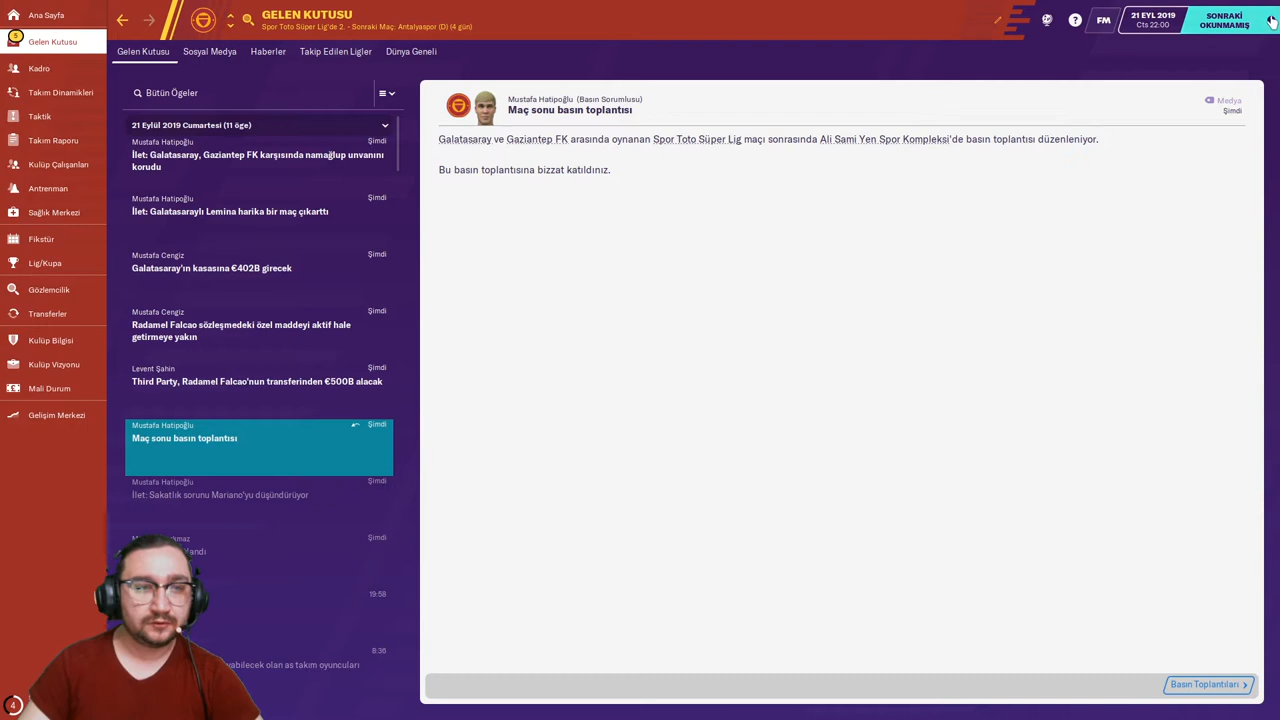 Ana Sayfa
5
Gelen Kutusu
Kadro
Takım Dinamikleri
Taktik
Takım Raporu
Kulüp Çalışanları
Antrenman
Sağlık Merkezi
Fikstür
Lig/Kupa
Gözlemcilik
Transferler
Kulüp Bilgisi
Kulüp Vizyonu
Mali Durum
Gelişim Merkezi
4
GELEN KUTUSU
Spor Toto Süper Lig'de 2. - Sonraki Maç: Antalyaspor (D) (4 gün)
?
FM
21 EYL 2019
Cts 22:00
SONRAKİ
OKUNMAMIŞ
Gelen Kutusu
Sosyal Medya
Haberler
Takip Edilen Ligler
Dünya Geneli
Bütün Ögeler
21 Eylül 2019 Cumartesi (11 öge)
Mustafa Hatipoğlu Şimdi
İlet: Galatasaray, Gaziantep FK karşısında namağlup unvanını
korudu
Mustafa Hatipoğlu Şimdi
İlet: Galatasaraylı Lemina harika bir maç çıkarttı
Mustafa Cengiz Şimdi
Galatasaray'ın kasasına €402B girecek
Mustafa Cengiz Şimdi
Radamel Falcao sözleşmedeki özel maddeyi aktif hale
getirmeye yakın
Levent Şahin Şimdi
Third Party, Radamel Falcao'nun transferinden €500B alacak
Mustafa Hatipoğlu Şimdi
Maç sonu basın toplantısı
Mustafa Hatipoğlu Şimdi
İlet: Sakatlık sorunu Mariano'yu düşündürüyor
Şimdi
19:58
8:36
olan as takım oyuncuları
Mustafa Hatipoğlu (Basın Sorumlusu)
Maç sonu basın toplantısı
Medya
Şimdi
Galatasaray ve Gaziantep FK arasında oynanan Spor Toto Süper Lig maçı sonrasında Ali Sami Yen Spor Kompleksi'de basın toplantısı düzenleniyor.
Bu basın toplantısına bizzat katıldınız.
Basın Toplantıları